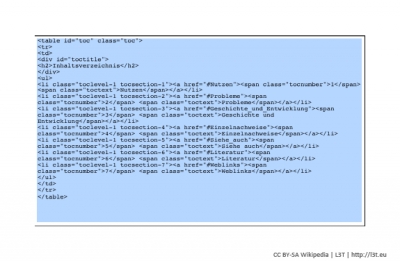 <table id="toc" class="toc">
<tr>
<td>
<div id="toctitle">
<h2>Inhaltsverzeichnis</h2>
</div>
<ul>
<li class="toclevel-1 tocsection-1"><a href="#Nutzen"><span class="tocnumber">1</span>
<span class="toctext">Nutzen</span></a></li>
<li class="toclevel-1 tocsection-2"><a href="#Probleme"><span
class="tocnumber">2</span> <span class="toctext">Probleme</span></a></li>
<li class="toclevel-1 tocsection-3"><a href="#Geschichte_und_Entwicklung"><span
class="tocnumber">3</span> <span class="toctext">Geschichte und
Entwicklung</span></a></li>
<li class="toclevel-1 tocsection-4"><a href="#Einzelnachweise"><span
class="tocnumber">4</span> <span class="toctext">Einzelnachweise</span></a></li>
<li class="toclevel-1 tocsection-5"><a href="#Siehe_auch"><span
class="tocnumber">5</span> <span class="toctext">Siehe auch</span></a></li>
<li class="toclevel-1 tocsection-6"><a href="#Literatur"><span
class="tocnumber">6</span> <span class="toctext">Literatur</span></a></li>
<li class="toclevel-1 tocsection-7"><a href="#Weblinks"><span
class="tocnumber">7</span> <span class="toctext">Weblinks</span></a></li>
</ul>
</td>
</tr>
</table>
CC BY-SA Wikipedia | L3T | http://l3t.eu